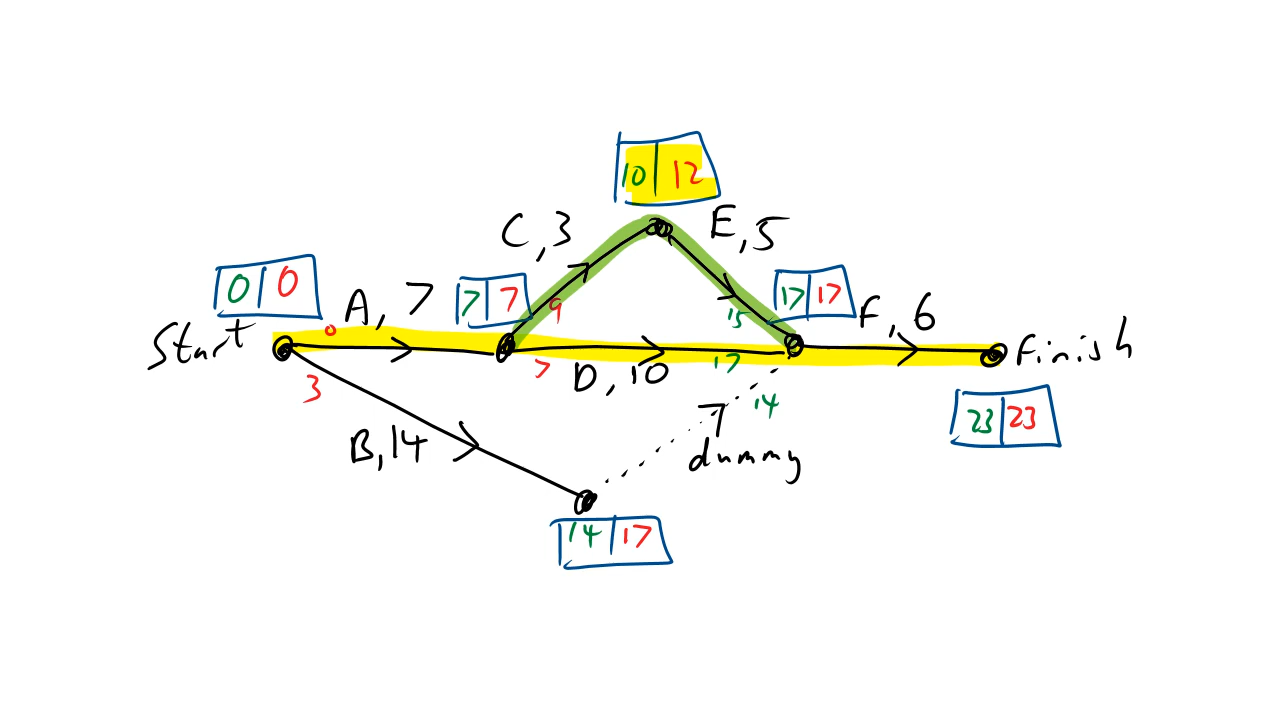 10 12
C, 3
E, 5
0 0
A, 7
7 7
9
17 17
F, 6
Start
0
15
Finish
3
7
D, 10
17
14
23 23
B, 14
dummy
14 17